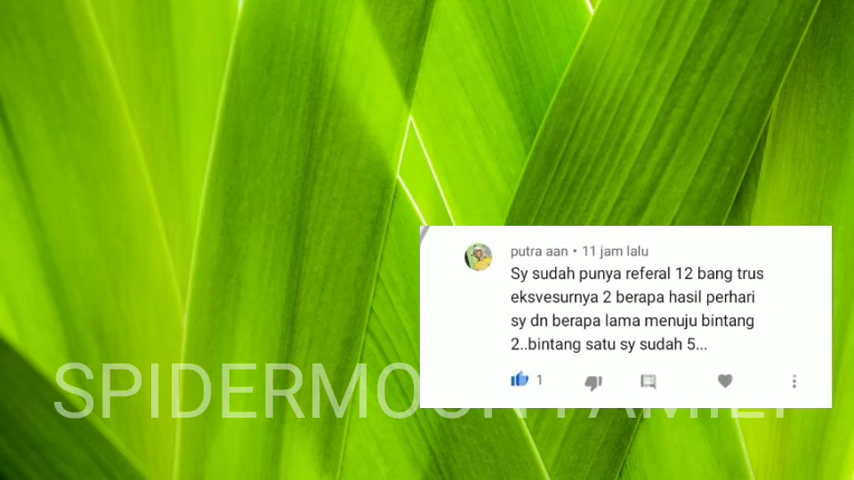 putra aan • 11 jam lalu
Sy sudah punya referal 12 bang trus
eksvesurnya 2 berapa hasil perhari
sy dn berapa lama menuju bintang
2..bintang satu sy sudah 5...
1